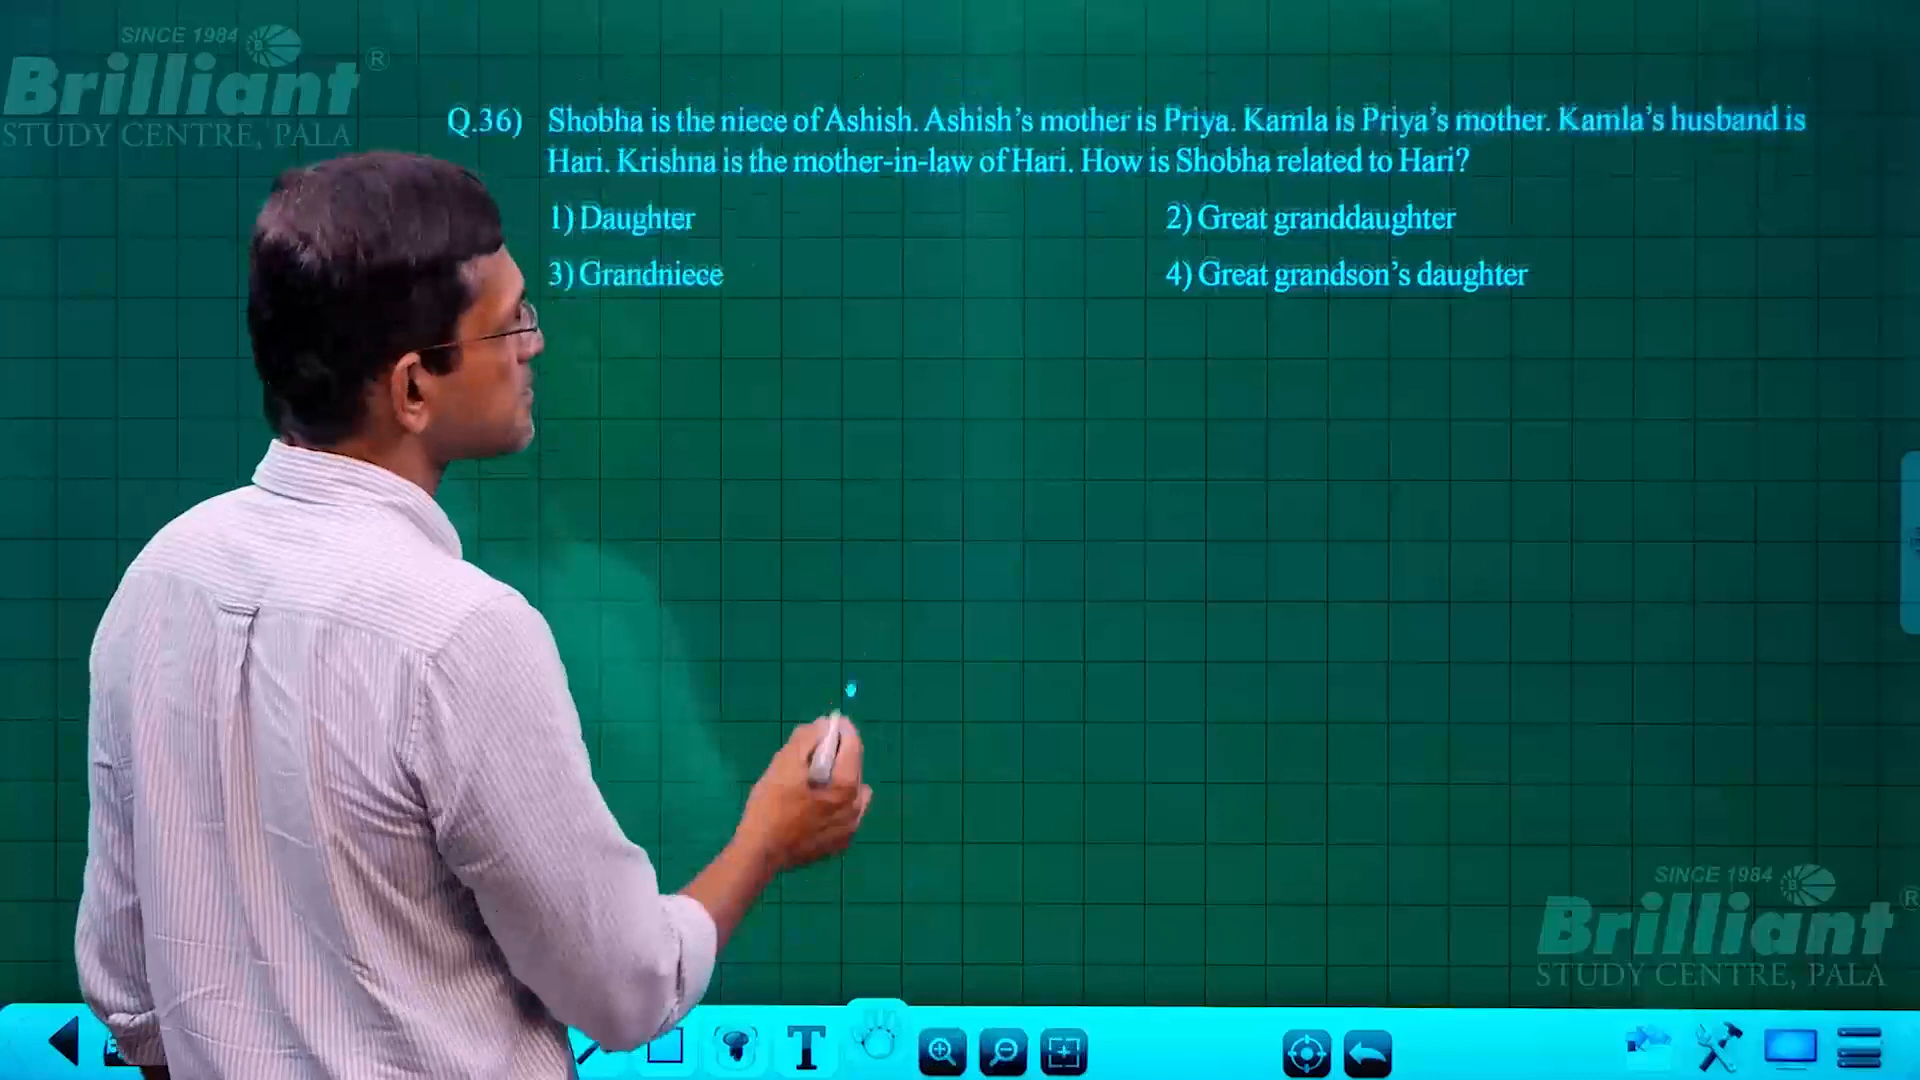 SINCE 1984
Brilliant ®
STUDY CENTRE, PALA
Q.36) Shobha is the niece of Ashish. Ashish's mother is Priya. Kamla is Priya's mother. Kamla's husband is
Hari. Krishna is the mother-in-law of Hari. How is Shobha related to Hari?
1) Daughter
2) Great granddaughter
3) Grandniece
4) Great grandson's daughter
SINCE 1984
Brilliant ®
STUDY CENTRE, PALA
T